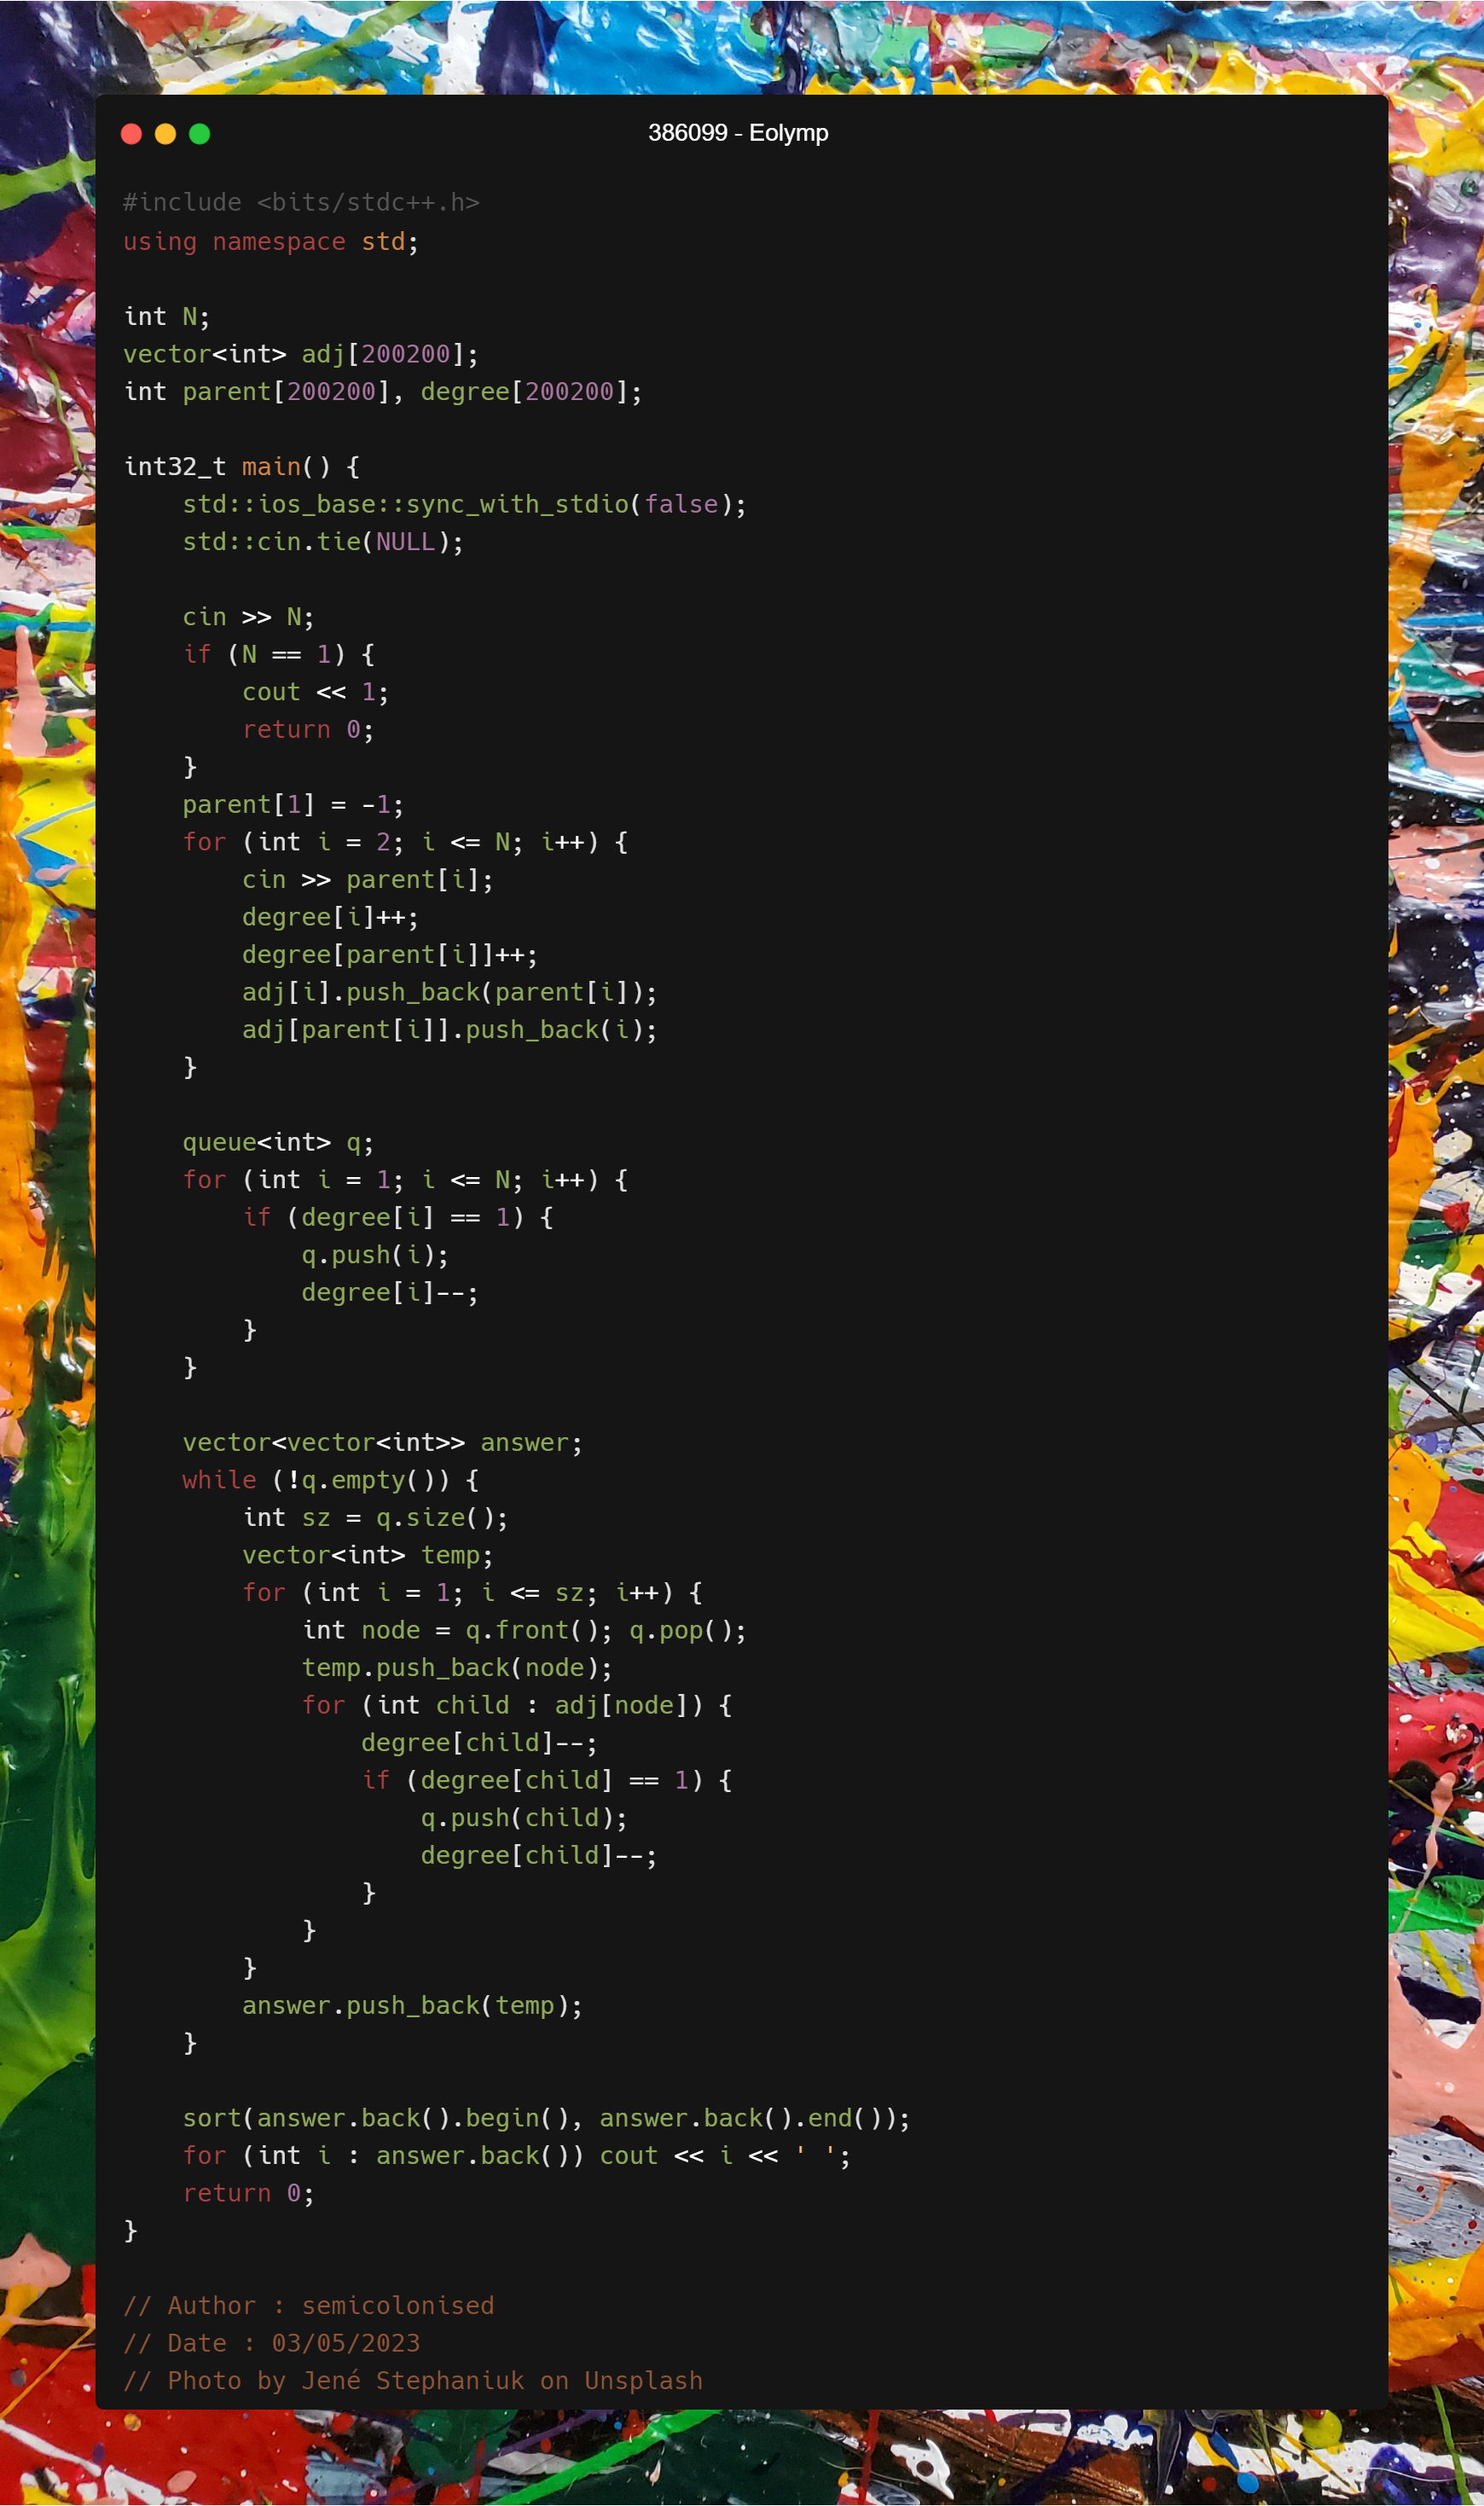 386099 - Eolymp
#include <bits/stdc++.h>
using namespace std;

int N;
vector<int> adj[200200];
int parent[200200], degree[200200];

int32_t main() {
    std::ios_base::sync_with_stdio(false);
    std::cin.tie(NULL);

    cin >> N;
    if (N == 1) {
        cout << 1;
        return 0;
    }
    parent[1] = -1;
    for (int i = 2; i <= N; i++) {
        cin >> parent[i];
        degree[i]++;
        degree[parent[i]]++;
        adj[i].push_back(parent[i]);
        adj[parent[i]].push_back(i);
    }

    queue<int> q;
    for (int i = 1; i <= N; i++) {
        if (degree[i] == 1) {
            q.push(i);
            degree[i]--;
        }
    }

    vector<vector<int>> answer;
    while (!q.empty()) {
        int sz = q.size();
        vector<int> temp;
        for (int i = 1; i <= sz; i++) {
            int node = q.front(); q.pop();
            temp.push_back(node);
            for (int child : adj[node]) {
                degree[child]--;
                if (degree[child] == 1) {
                    q.push(child);
                    degree[child]--;
                }
            }
        }
        answer.push_back(temp);
    }

    sort(answer.back().begin(), answer.back().end());
    for (int i : answer.back()) cout << i << ' ';
    return 0;
}

// Author : semicolonised
// Date : 03/05/2023
// Photo by Jené Stephaniuk on Unsplash